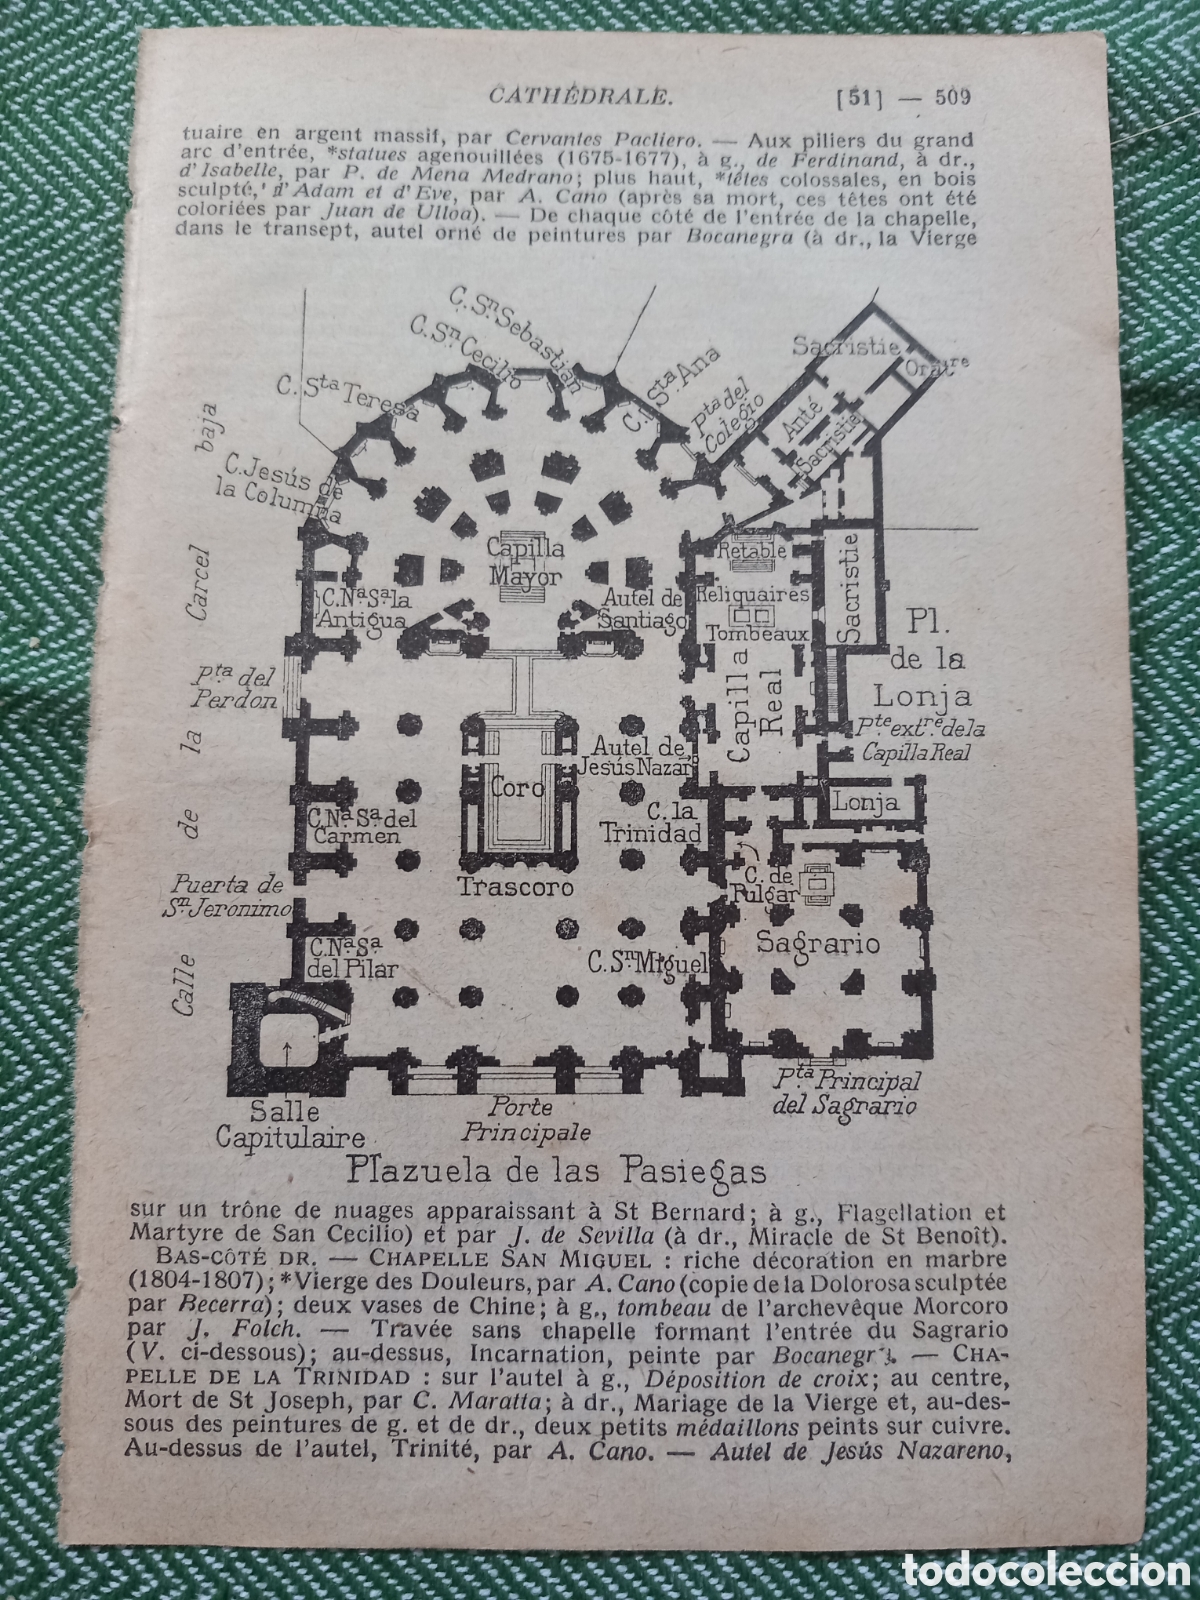 CATHÉDRALE.
[51] — 509
tuaire en argent massif, par Cervantes Pacliero. — Aux piliers du grand
arc d'entrée, *statues agenouillées (1675-1677), à g., de Ferdinand, à dr.,
d'Isabelle, par P. de Mena Medrano; plus haut, *têtes colossales, en bois
sculpté, d'Adam et d'Eve, par A. Cano (après sa mort, ces têtes ont été
coloriées par Juan de Ulloa). — De chaque côté de l'entrée de la chapelle,
dans le transept, autel orné de peintures par Bocanegra (à dr., la Vierge
C. Sn Sebastian
C. Sn Cecilio
C. Sta Teresa
C. Sta Ana
Pta del
Colegio
Sacristie
Oratre
Anté
Sacristie
C. Jesús de
la Columna
Calle de la Carcel baja
Capilla
Mayor
Retable
Reliquaires
Tombeaux
Sacristie
C. Na Sa la
Antigua
Autel de
Santiago
Pl.
de la
Lonja
Pta del
Perdon
Capilla
Real
Pte extre de la
Capilla Real
Autel de
Jesús Nazar?
Coro
Lonja
C. Na Sa del
Carmen
C. la
Trinidad
Trascoro
Puerta de
Sn Jeronimo
C. de
Pulgar
Sagrario
C. Na Sa
del Pilar
C. Sn Miguel
Salle
Capitulaire
Porte
Principale
Pta Principal
del Sagrario
Plazuela de las Pasiegas
sur un trône de nuages apparaissant à St Bernard; à g., Flagellation et
Martyre de San Cecilio) et par J. de Sevilla (à dr., Miracle de St Benoît).
BAS-CÔTÉ DR. — CHAPELLE SAN MIGUEL : riche décoration en marbre
(1804-1807); *Vierge des Douleurs, par A. Cano (copie de la Dolorosa sculptée
par Becerra); deux vases de Chine; à g., tombeau de l'archevêque Morcoro
par J. Folch. — Travée sans chapelle formant l'entrée du Sagrario
(V. ci-dessous); au-dessus, Incarnation, peinte par Bocanegra. — CHA-
PELLE DE LA TRINIDAD : sur l'autel à g., Déposition de croix; au centre,
Mort de St Joseph, par C. Maratta; à dr., Mariage de la Vierge et, au-des-
sous des peintures de g. et de dr., deux petits médaillons peints sur cuivre.
Au-dessus de l'autel, Trinité, par A. Cano. — Autel de Jesús Nazareno,
todocoleccion